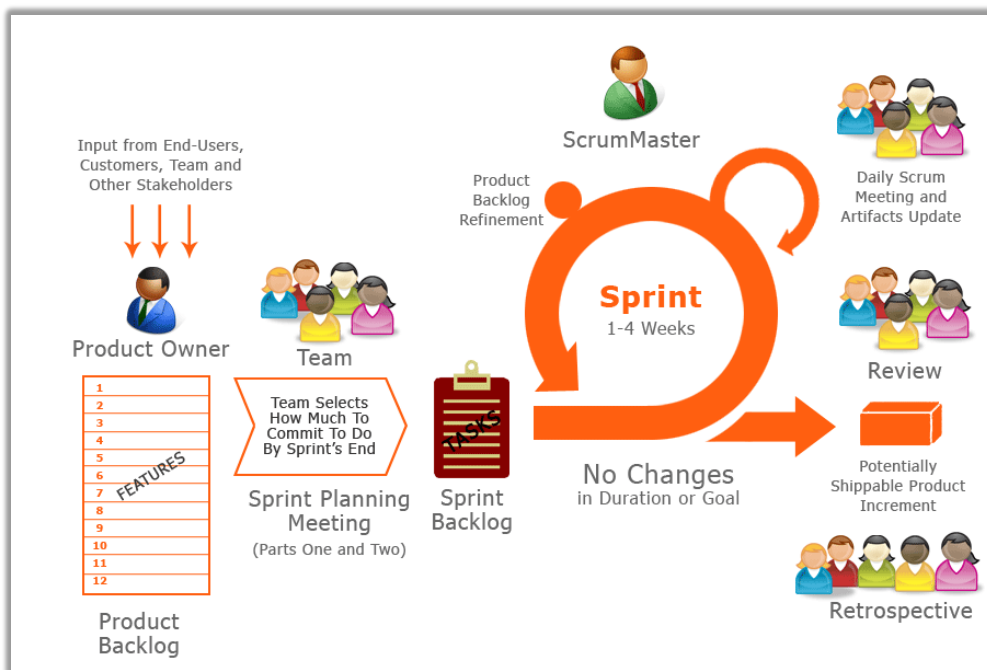 ScrumMaster
Input from End-Users,
Customers, Team and
Other Stakeholders
Product
Backlog
Refinement
Daily Scrum
Meeting and
Artifacts Update
Sprint
1-4 Weeks
Product Owner
Team
Review
1
2
3
4
5
6
7
8
9
10
11
12
FEATURES
Team Selects
How Much To
Commit To Do
By Sprint’s End
TASKS
Sprint Planning
Meeting
(Parts One and Two)
Sprint
Backlog
No Changes
in Duration or Goal
Potentially
Shippable Product
Increment
Retrospective
Product
Backlog